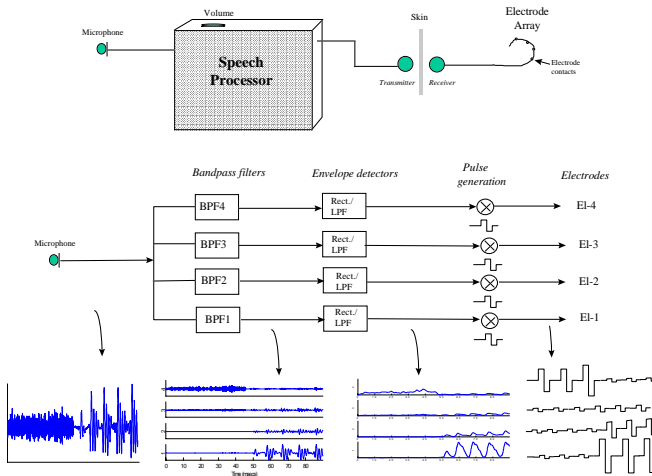 Volume
Skin
Electrode
Array
Microphone
Speech
Processor
Electrode
contacts
Transmitter
Receiver
Bandpass filters
Envelope detectors
Pulse
generation
Electrodes
BPF4
Rect./
LPF
El-4
Microphone
BPF3
Rect./
LPF
El-3
BPF2
Rect./
LPF
El-2
BPF1
Rect./
LPF
El-1
0 10 20 30 40 50 60 70 80